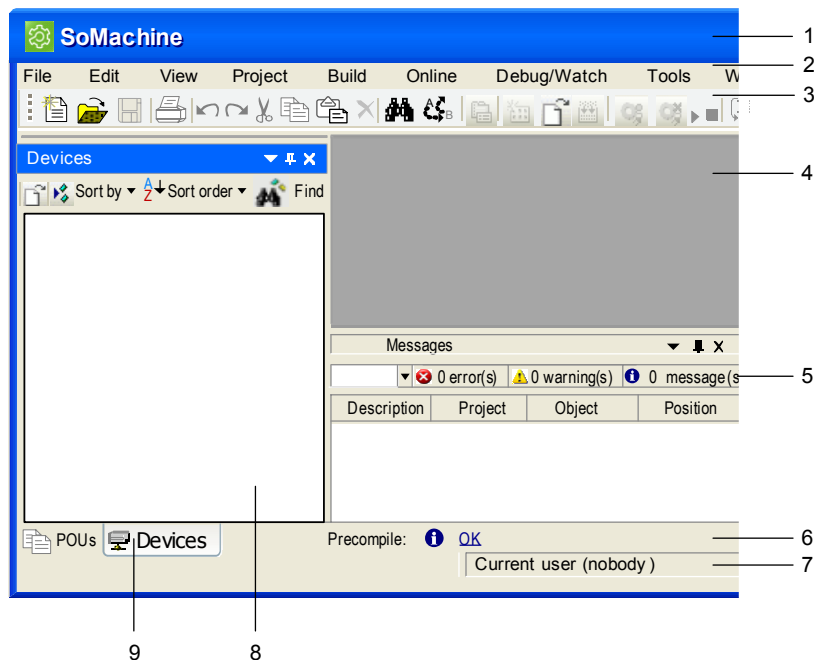 SoMachine
1
File Edit View Project Build Online Debug/Watch Tools W
2
3
Devices
4
Sort by A Z Sort order Find
Messages
0 error(s) 0 warning(s) 0 message(s
5
Description Project Object Position
POUs Devices Precompile: OK
6
Current user (nobody )
7
9 8